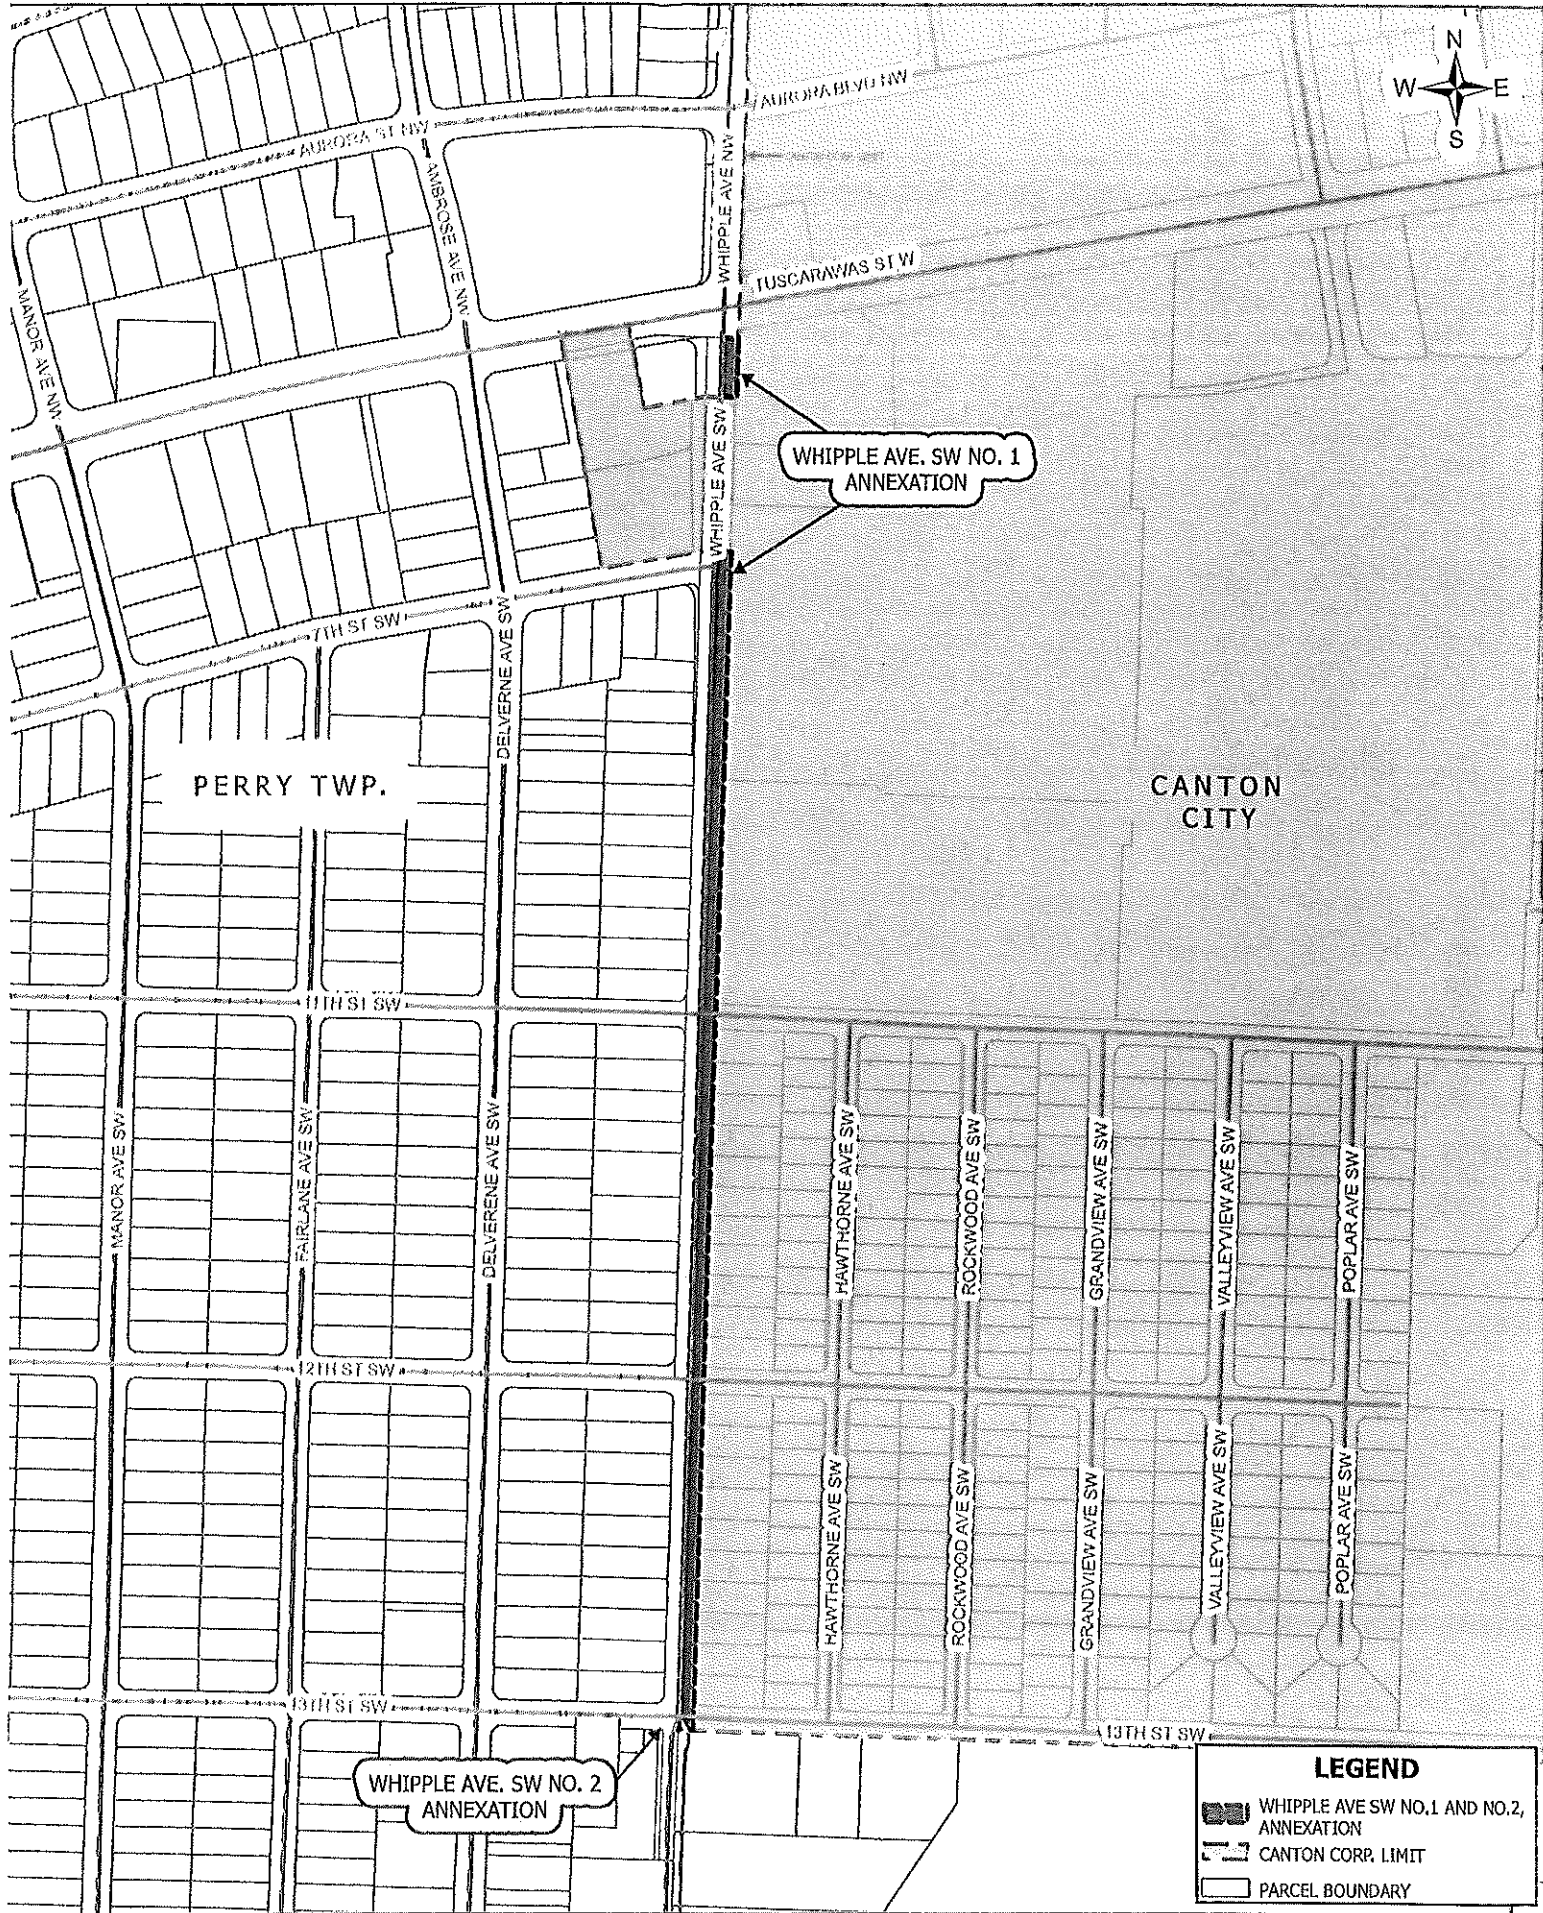 N
W E
S
AURORA BLVD NW
AURORA ST NW
AMBROSE AVE NW
WHIPPLE AVE NW
TUSCARAWAS ST W
MANOR AVE NW
WHIPPLE AVE SW
WHIPPLE AVE. SW NO. 1
ANNEXATION
WHIPPLE AVE SW
7TH ST SW
DELVERNE AVE SW
PERRY TWP.
CANTON
CITY
11TH ST SW
MANOR AVE SW
FAIRLANE AVE SW
DELVERENE AVE SW
HAWTHORNE AVE SW
ROCKWOOD AVE SW
GRANDVIEW AVE SW
VALLEYVIEW AVE SW
POPLAR AVE SW
12TH ST SW
HAWTHORNE AVE SW
ROCKWOOD AVE SW
GRANDVIEW AVE SW
VALLEYVIEW AVE SW
POPLAR AVE SW
13TH ST SW
13TH ST SW
WHIPPLE AVE. SW NO. 2
ANNEXATION
LEGEND
WHIPPLE AVE SW NO.1 AND NO.2,
ANNEXATION
CANTON CORP. LIMIT
PARCEL BOUNDARY